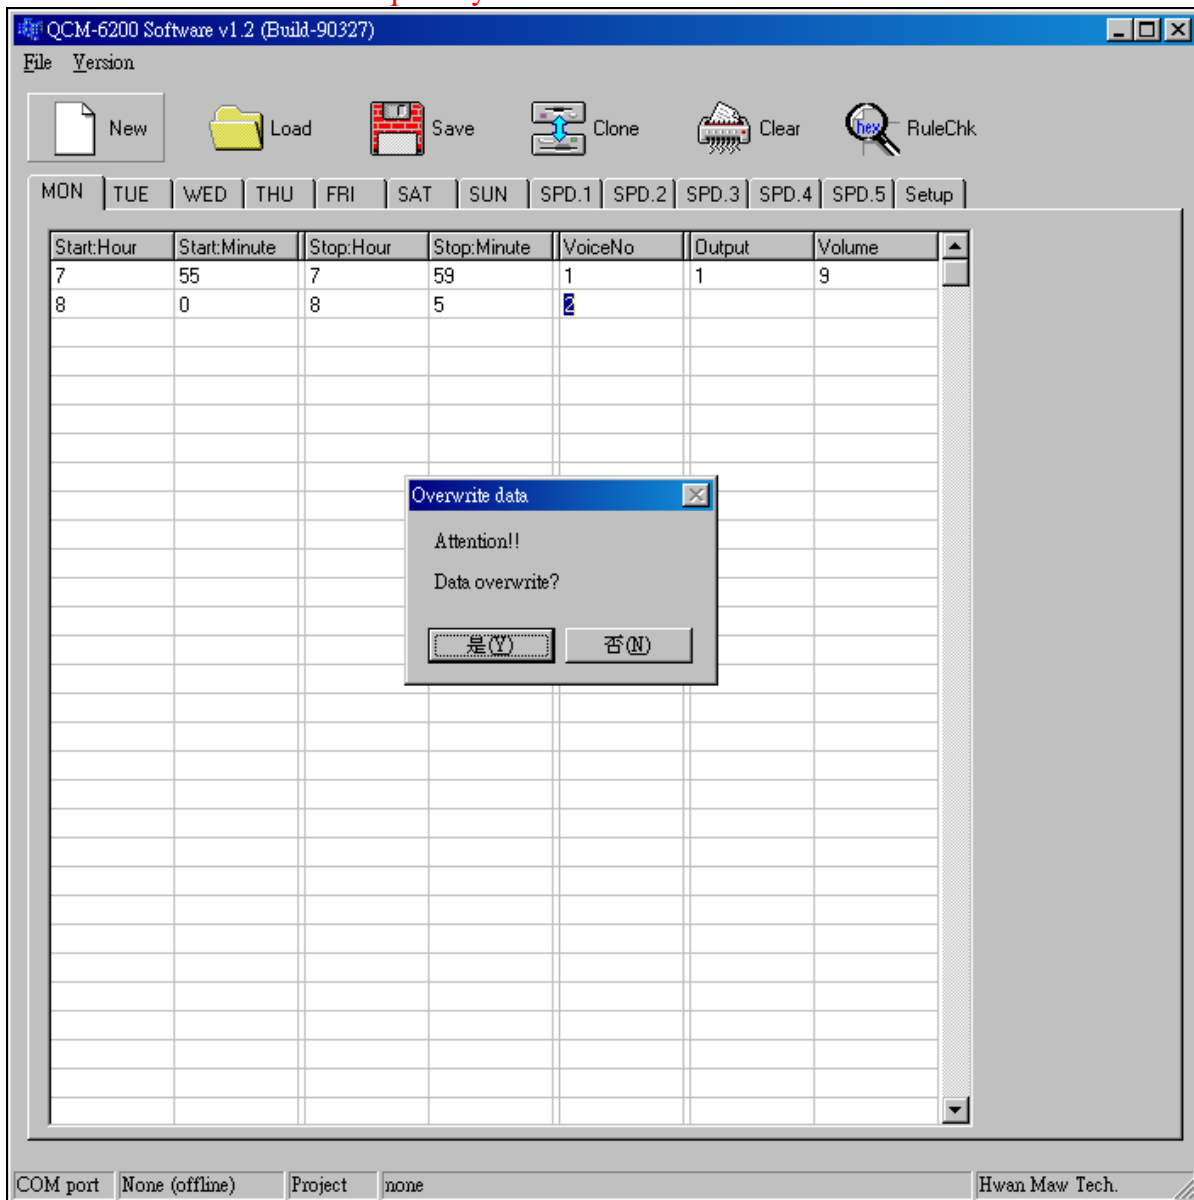 QCM-6200 Software v1.2 (Build-90327)
File Version
New Load Save Clone Clear hex RuleChk
MON TUE WED THU FRI SAT SUN SPD.1 SPD.2 SPD.3 SPD.4 SPD.5 Setup
Start:Hour Start:Minute Stop:Hour Stop:Minute VoiceNo Output Volume
7 55 7 59 1 1 9
8 0 8 5 2
Overwrite data
Attention!!
Data overwrite?
是(Y) 否(N)
COM port None (offline) Project none Hwan Maw Tech.